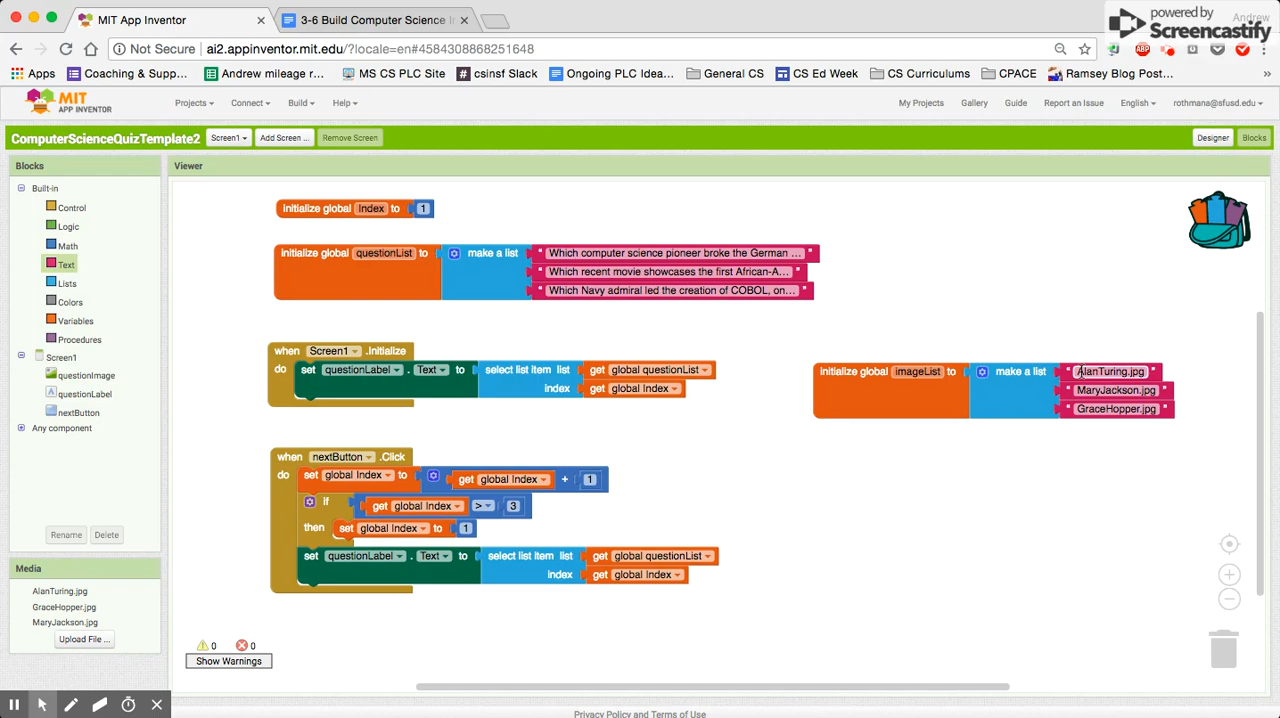 MIT App Inventor
3-6 Build Computer Science I
Andrew
powered by
Screencastify
Not Secure
ai2.appinventor.mit.edu/?locale=en#4584308868251648
ABP
Apps
Coaching & Supp...
Andrew mileage r...
MS CS PLC Site
csinsf Slack
Ongoing PLC Idea...
General CS
CS Ed Week
CS Curriculums
CPACE
Ramsey Blog Post...
»
MIT
APP INVENTOR
Projects
Connect
Build
Help
My Projects
Gallery
Guide
Report an Issue
English
rothmana@sfusd.edu
ComputerScienceQuizTemplate2
Screen1
Add Screen ...
Remove Screen
Designer
Blocks
Blocks
Viewer
Built-in
Control
Logic
Math
Text
Lists
Colors
Variables
Procedures
Screen1
questionImage
questionLabel
nextButton
Any component
Rename
Delete
Media
AlanTuring.jpg
GraceHopper.jpg
MaryJackson.jpg
Upload File ...
initialize global Index to 1
initialize global questionList to make a list " Which computer science pioneer broke the German ... "
" Which recent movie showcases the first African-A... "
" Which Navy admiral led the creation of COBOL, on... "
when Screen1 .Initialize
do set questionLabel . Text to select list item list get global questionList
index get global Index
initialize global imageList to make a list " AlanTuring.jpg "
" MaryJackson.jpg "
" GraceHopper.jpg "
when nextButton .Click
do set global Index to get global Index + 1
if get global Index > 3
then set global Index to 1
set questionLabel . Text to select list item list get global questionList
index get global Index
0 0
Show Warnings
Privacy Policy and Terms of Use